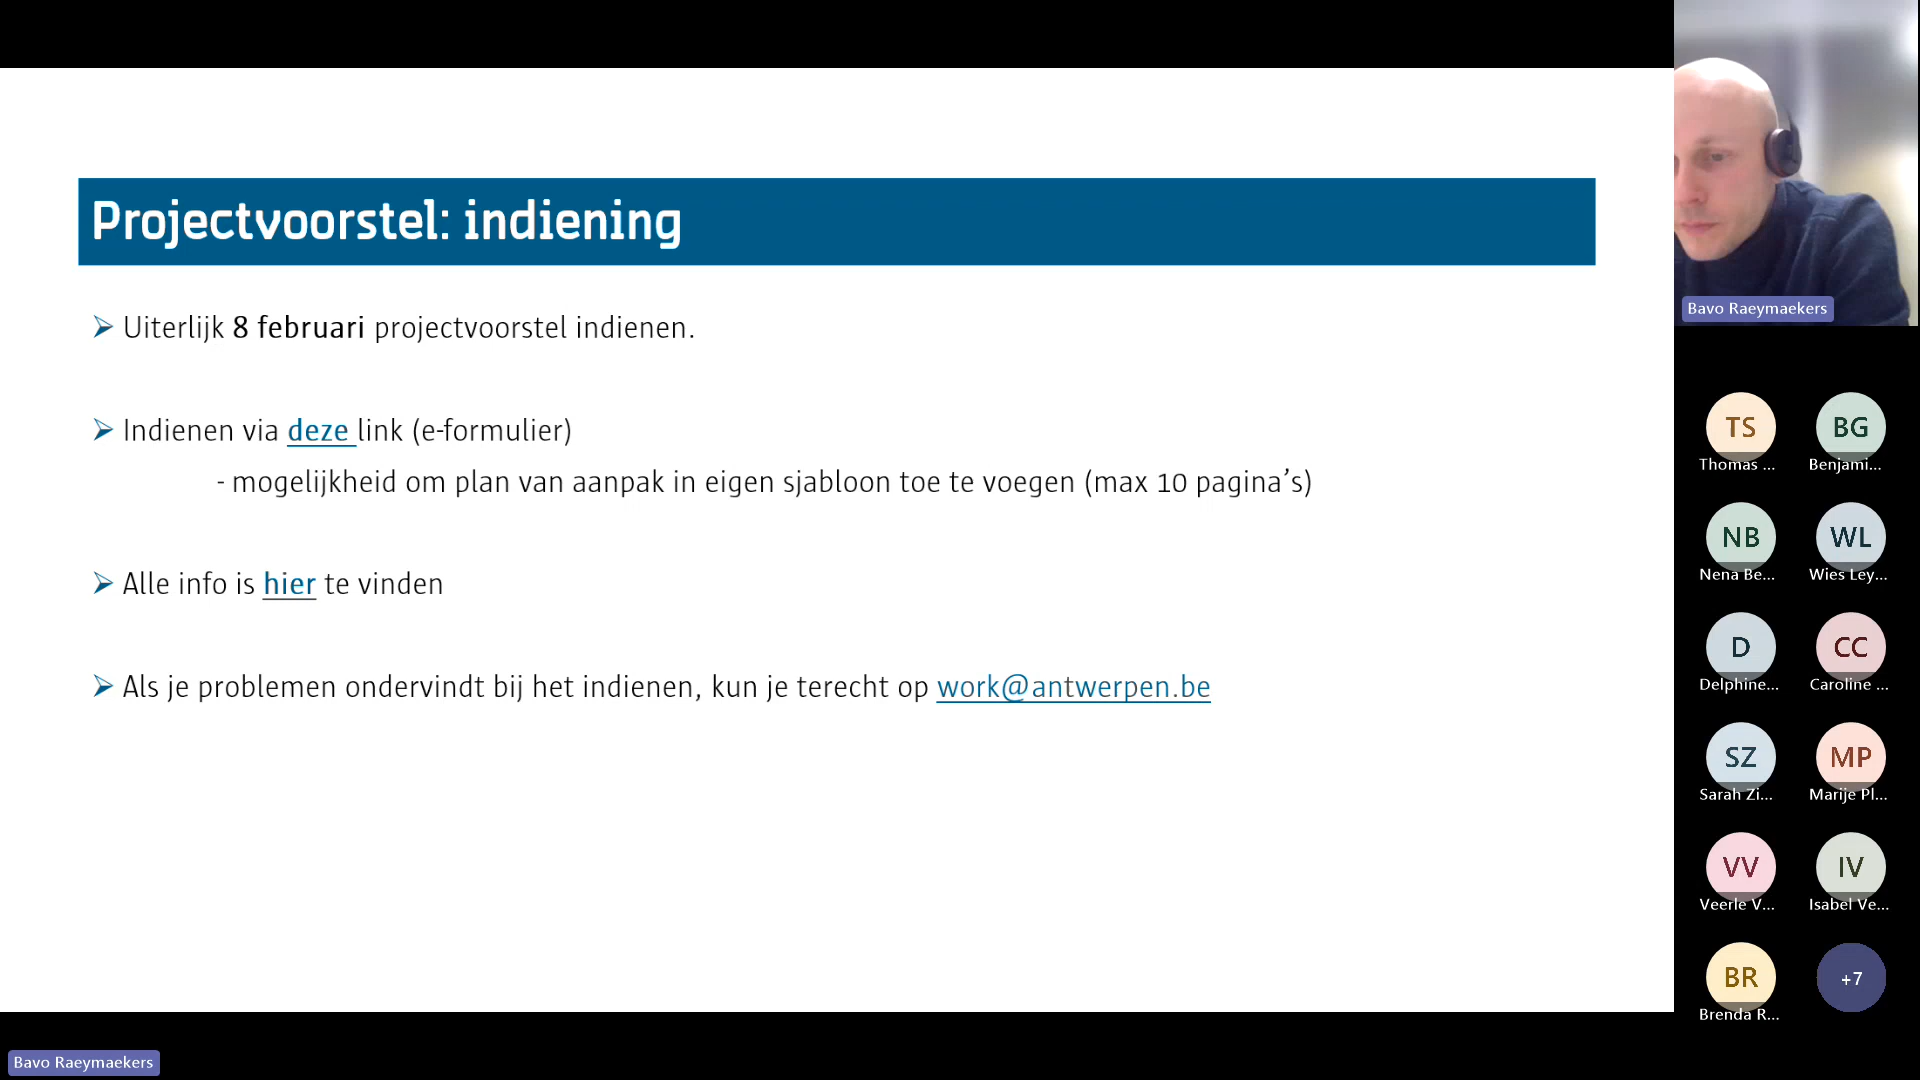 Projectvoorstel: indiening
Uiterlijk 8 februari projectvoorstel indienen.
Indienen via deze link (e-formulier)
- mogelijkheid om plan van aanpak in eigen sjabloon toe te voegen (max 10 pagina's)
Alle info is hier te vinden
Als je problemen ondervindt bij het indienen, kun je terecht op work@antwerpen.be
Bavo Raeymaekers
TS
Thomas ...
BG
Benjami...
NB
Nena Be...
WL
Wies Ley...
D
Delphine...
CC
Caroline ...
SZ
Sarah Zi...
MP
Marije Pl...
VV
Veerle V...
IV
Isabel Ve...
BR
Brenda R...
+7
Bavo Raeymaekers